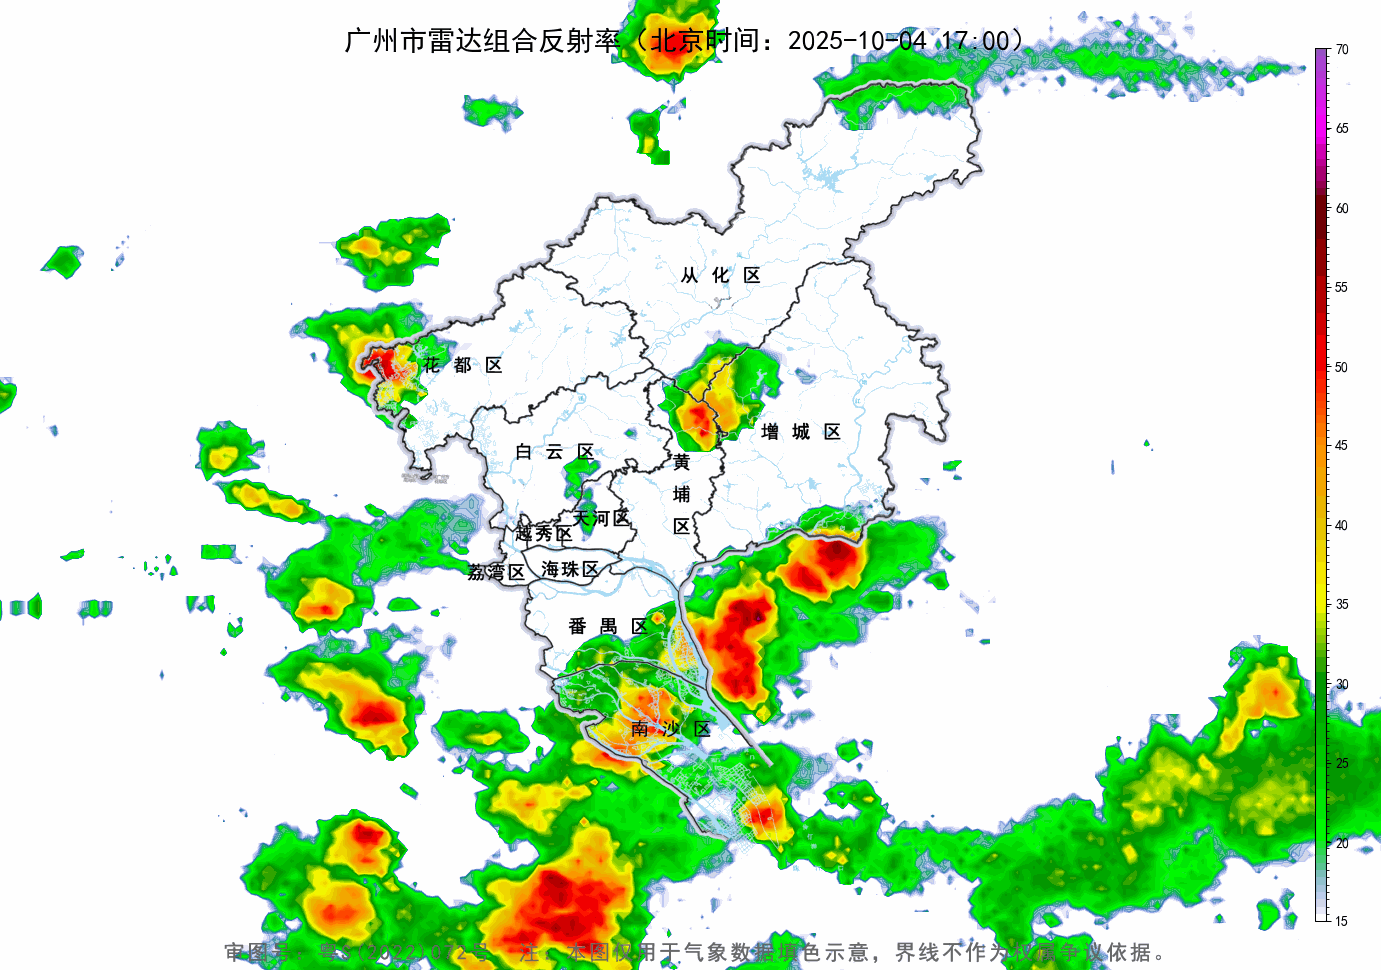 广州市雷达组合反射率（北京时间：2025-10-04 17:00）
70
65
60
55
50
45
40
35
30
25
20
15
从 化 区
花 都 区
增 城 区
白 云 区
黄
埔
区
天河区
越秀区
海珠区
荔湾区
番 禺 区
南 沙 区
审图号：粤S(2022)072号 注：本图仅用于气象数据填色示意，界线不作为权属争议依据。